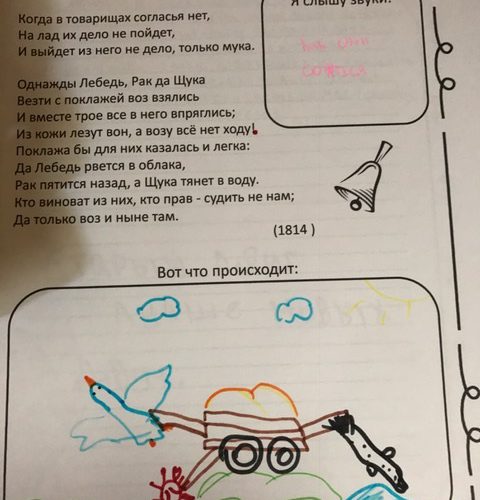 Я слышу звуки:
Когда в товарищах согласья нет,
На лад их дело не пойдет,
И выйдет из него не дело, только мука.
Однажды Лебедь, Рак да Щука
Везти с поклажей воз взялись
И вместе трое все в него впряглись;
Из кожи лезут вон, а возу всё нет ходу!
Поклажа бы для них казалась и легка:
Да Лебедь рвется в облака,
Рак пятится назад, а Щука тянет в воду.
Кто виноват из них, кто прав - судить не нам;
Да только воз и ныне там.
(1814 )
Вот что происходит: